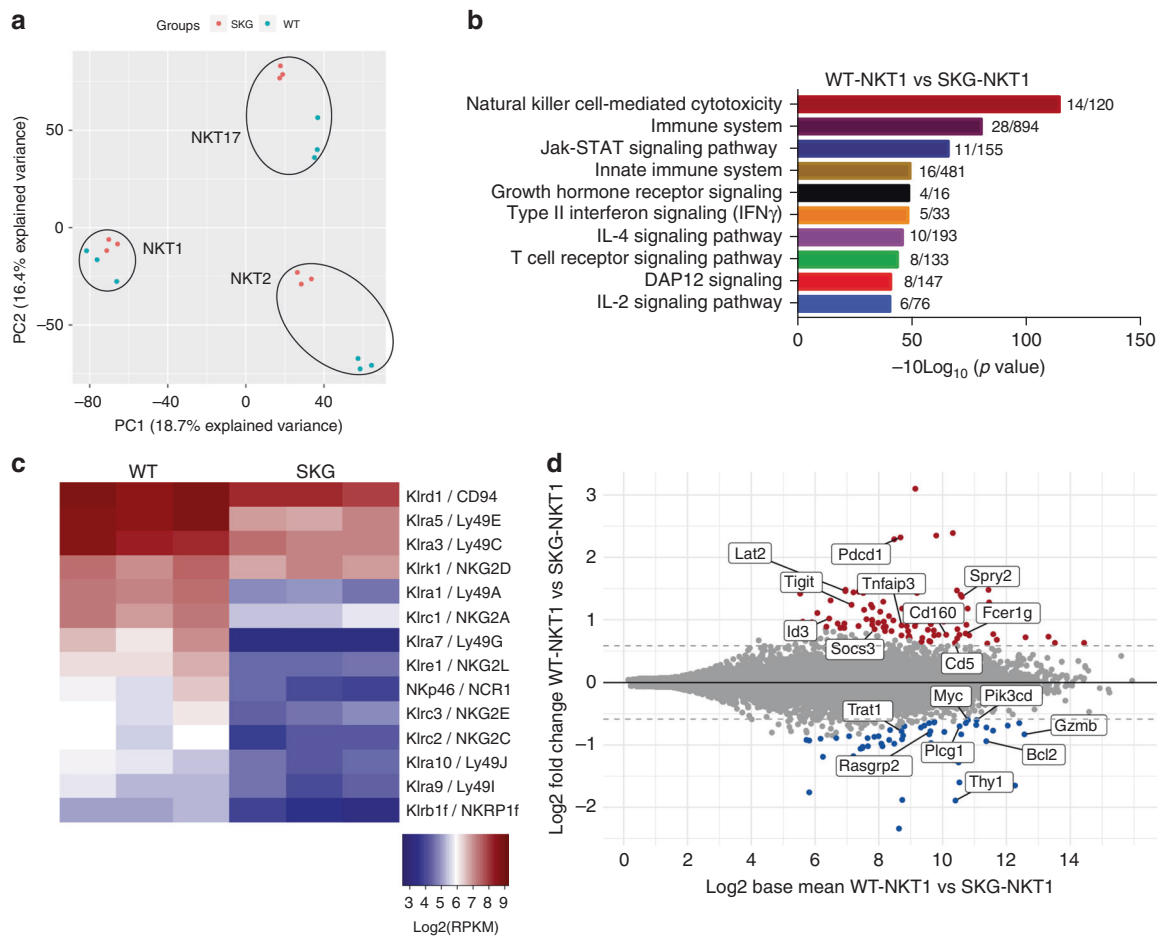 a
Groups SKG WT
PC2 (16.4% explained variance)
50
0
−50
NKT17
NKT1
NKT2
−80 −40 0 40
PC1 (18.7% explained variance)
b
WT-NKT1 vs SKG-NKT1
Natural killer cell-mediated cytotoxicity 14/120
Immune system 28/894
Jak-STAT signaling pathway 11/155
Innate immune system 16/481
Growth hormone receptor signaling 4/16
Type II interferon signaling (IFNγ) 5/33
IL-4 signaling pathway 10/193
T cell receptor signaling pathway 8/133
DAP12 signaling 8/147
IL-2 signaling pathway 6/76
0 50 100 150
−10Log10 (p value)
c
WT SKG
Klrd1 / CD94
Klra5 / Ly49E
Klra3 / Ly49C
Klrk1 / NKG2D
Klra1 / Ly49A
Klrc1 / NKG2A
Klra7 / Ly49G
Klre1 / NKG2L
NKp46 / NCR1
Klrc3 / NKG2E
Klrc2 / NKG2C
Klra10 / Ly49J
Klra9 / Ly49I
Klrb1f / NKRP1f
3 4 5 6 7 8 9
Log2(RPKM)
d
Log2 fold change WT-NKT1 vs SKG-NKT1
3
2
1
0
−1
−2
Lat2
Pdcd1
Tigit
Tnfaip3
Spry2
Cd160
Fcer1g
Id3
Socs3
Cd5
Myc
Pik3cd
Trat1
Gzmb
Plcg1
Bcl2
Rasgrp2
Thy1
0 2 4 6 8 10 12 14
Log2 base mean WT-NKT1 vs SKG-NKT1